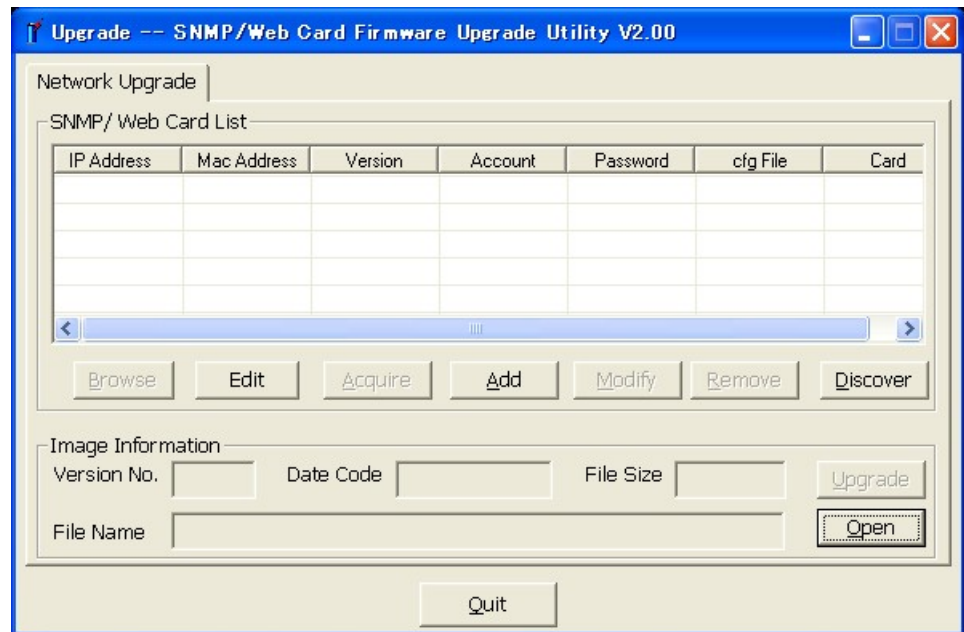 Upgrade -- SNMP/Web Card Firmware Upgrade Utility V2.00
Network Upgrade
SNMP/ Web Card List
IP Address Mac Address Version Account Password cfg File Card
Browse Edit Acquire Add Modify Remove Discover
Image Information
Version No. Date Code File Size Upgrade
File Name Open
Quit